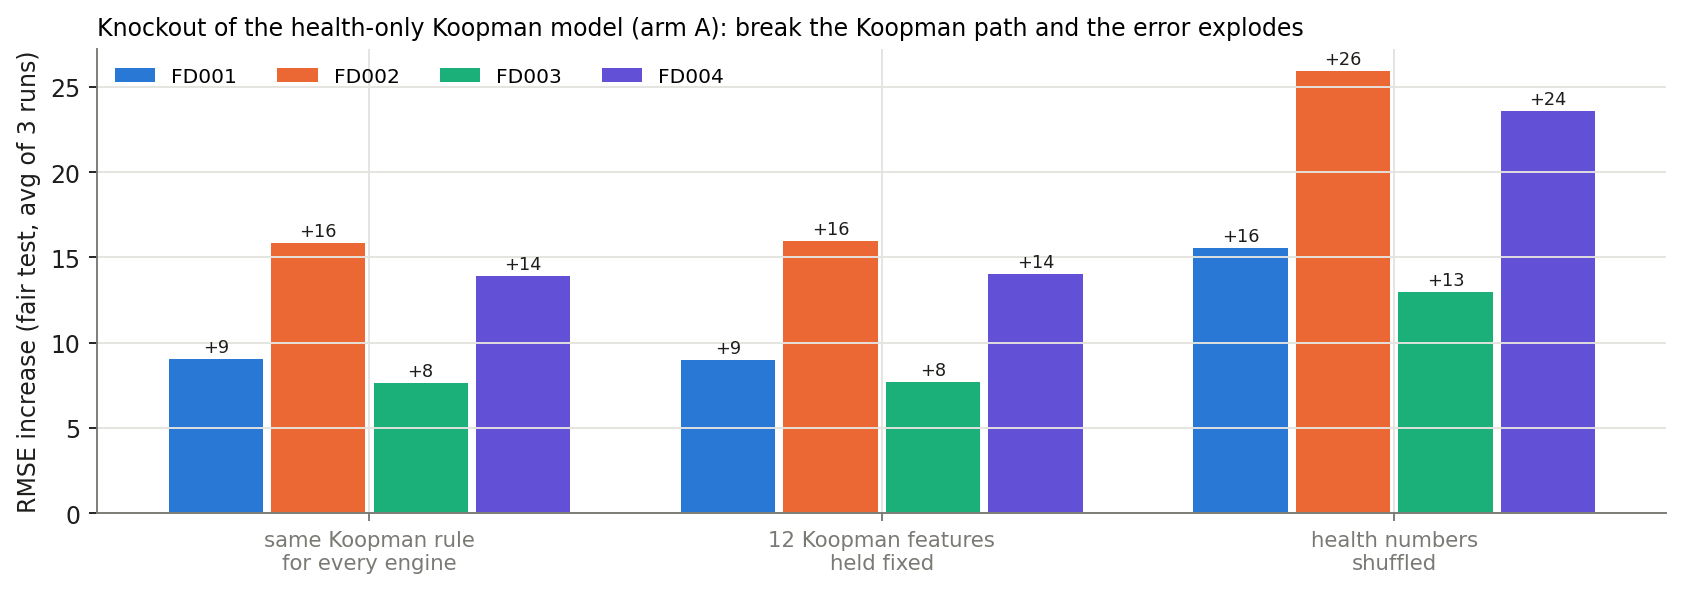 Knockout of the health-only Koopman model (arm A): break the Koopman path and the error explodes
RMSE increase (fair test, avg of 3 runs)
FD001 FD002 FD003 FD004
25
20
15
10
5
0
+9
+16
+8
+14
+9
+16
+8
+14
+16
+26
+13
+24
same Koopman rule
for every engine
12 Koopman features
held fixed
health numbers
shuffled